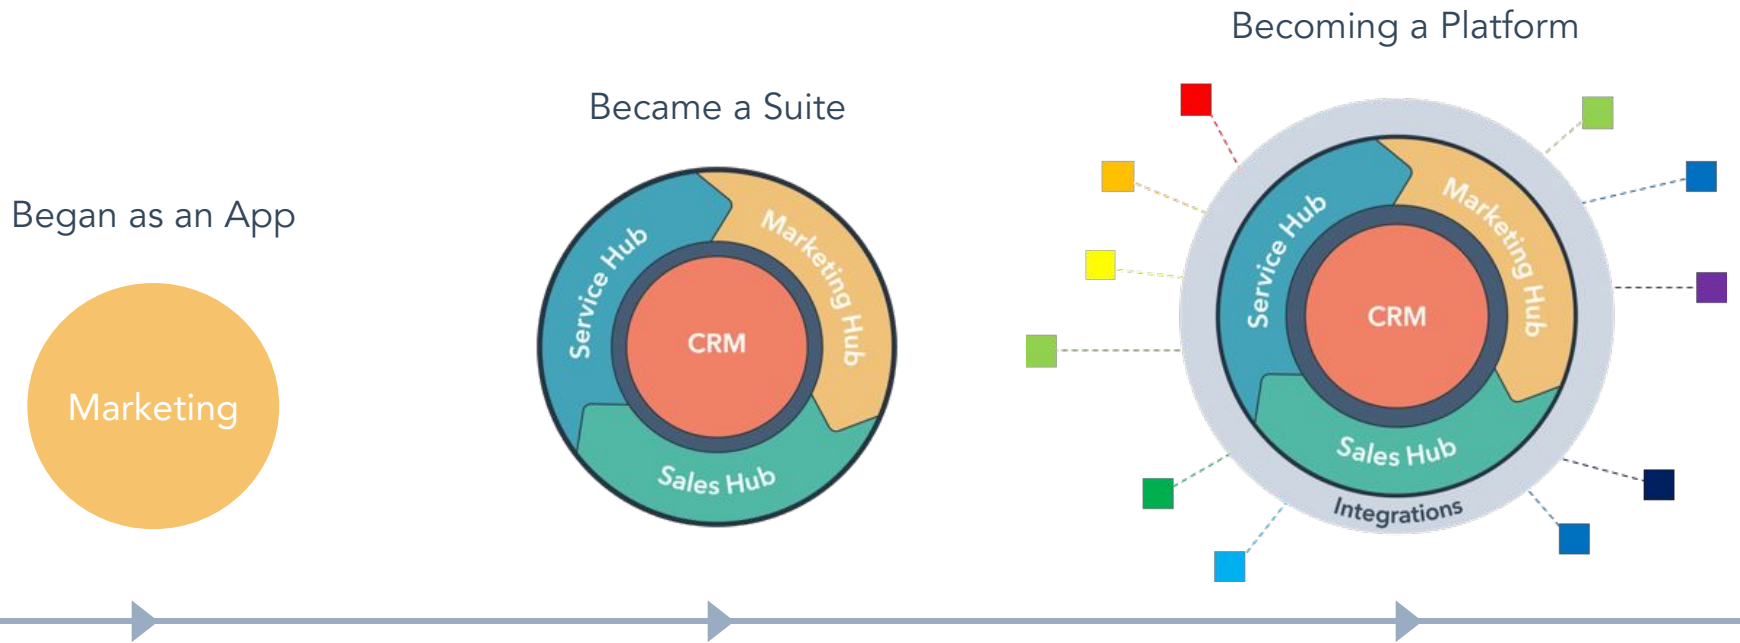 Began as an App
Marketing
Became a Suite
Service Hub
Marketing Hub
CRM
Sales Hub
Becoming a Platform
Service Hub
Marketing Hub
CRM
Sales Hub
Integrations